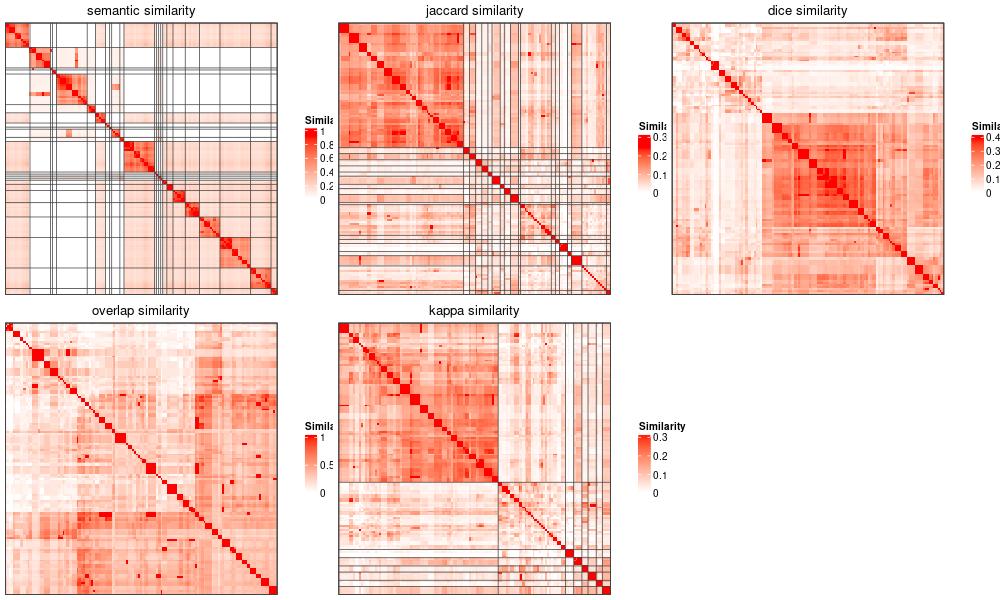 semantic similarity
jaccard similarity
dice similarity
Simila
1
0.8
0.6
0.4
0.2
0
Simila
0.3
0.2
0.1
0
Simila
0.4
0.3
0.2
0.1
0
overlap similarity
kappa similarity
Simila
1
0.5
0
Similarity
0.3
0.2
0.1
0